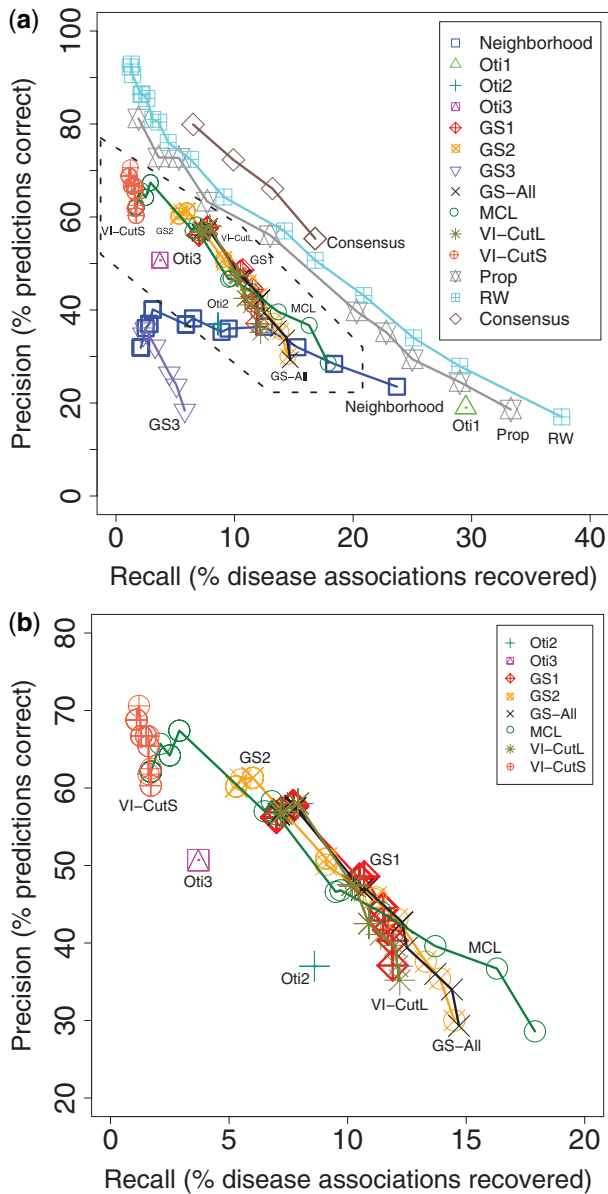 (a)
Precision (% predictions correct)
100
80
60
40
20
0
Neighborhood
Oti1
Oti2
Oti3
GS1
GS2
GS3
GS−All
MCL
VI−CutL
VI−CutS
Prop
RW
Consensus
Consensus
VI−CutS
GS2
VI−CutL
Oti3
GS1
Oti2
MCL
GS−All
GS3
Neighborhood
Oti1
Prop
RW
0 10 20 30 40
Recall (% disease associations recovered)
(b)
Precision (% predictions correct)
80
70
60
50
40
30
20
Oti2
Oti3
GS1
GS2
GS−All
MCL
VI−CutL
VI−CutS
GS2
VI−CutS
Oti3
GS1
MCL
Oti2
VI−CutL
GS−All
0 5 10 15 20
Recall (% disease associations recovered)